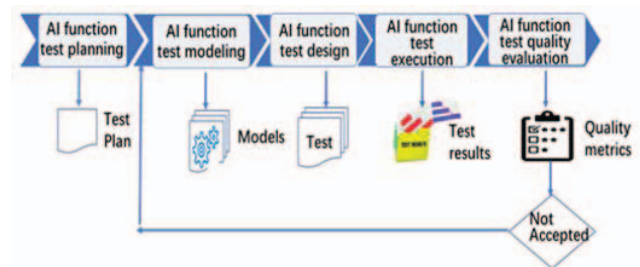 AI function
test planning
AI function
test modeling
AI function
test design
AI function
test
execution
AI function
test quality
evaluation
Test
Plan
Models
Test
Test
results
Quality
metrics
Not
Accepted